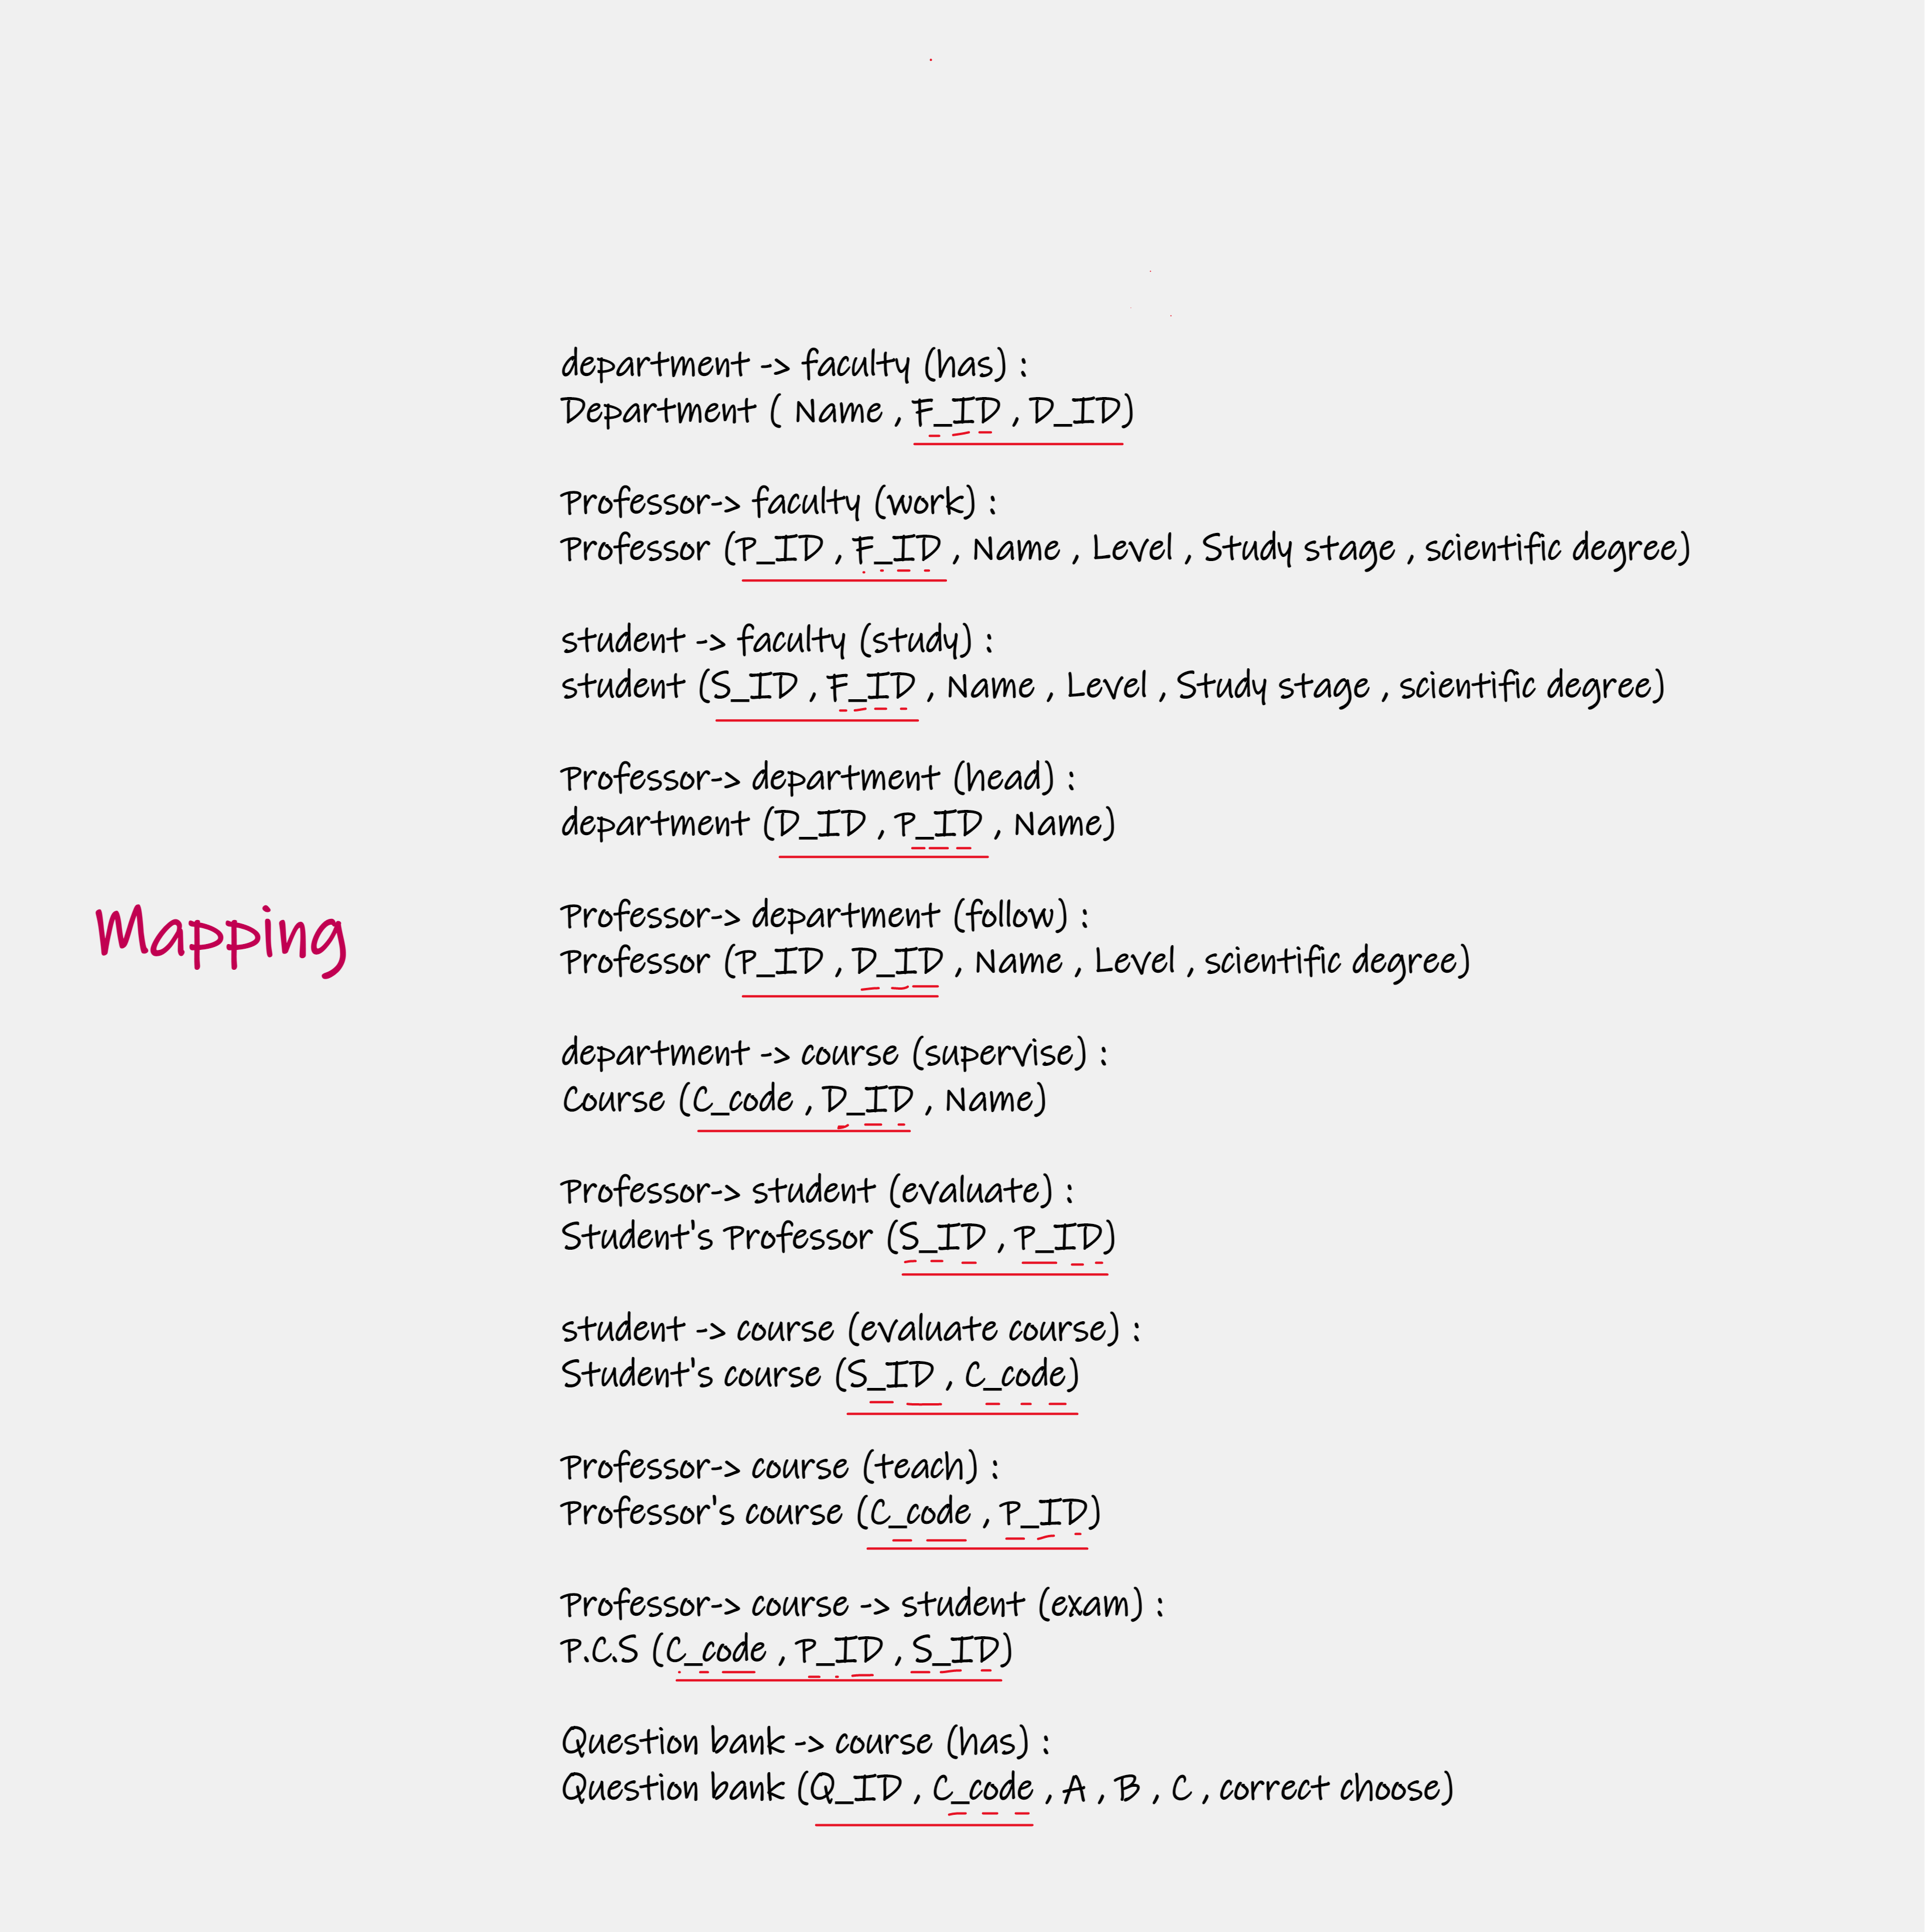 department -> faculty (has) :
Department ( Name , F_ID , D_ID)
Professor-> faculty (work) :
Professor (P_ID , F_ID , Name , Level , Study stage , scientific degree)
student -> faculty (study) :
student (S_ID , F_ID , Name , Level , Study stage , scientific degree)
Professor-> department (head) :
department (D_ID , P_ID , Name)
Mapping
Professor-> department (follow) :
Professor (P_ID , D_ID , Name , Level , scientific degree)
department -> course (supervise) :
Course (C_code , D_ID , Name)
Professor-> student (evaluate) :
Student's Professor (S_ID , P_ID)
student -> course (evaluate course) :
Student's course (S_ID , C_code)
Professor-> course (teach) :
Professor's course (C_code , P_ID)
Professor-> course -> student (exam) :
P.C.S (C_code , P_ID , S_ID)
Question bank -> course (has) :
Question bank (Q_ID , C_code , A , B , C , correct choose)